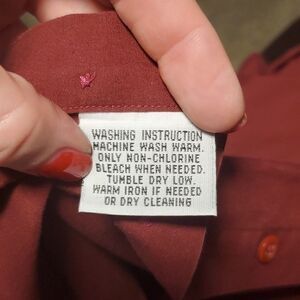 WASHING INSTRUCTION
MACHINE WASH WARM.
ONLY NON-CHLORINE
BLEACH WHEN NEEDED.
TUMBLE DRY LOW.
WARM IRON IF NEEDED
OR DRY CLEANING